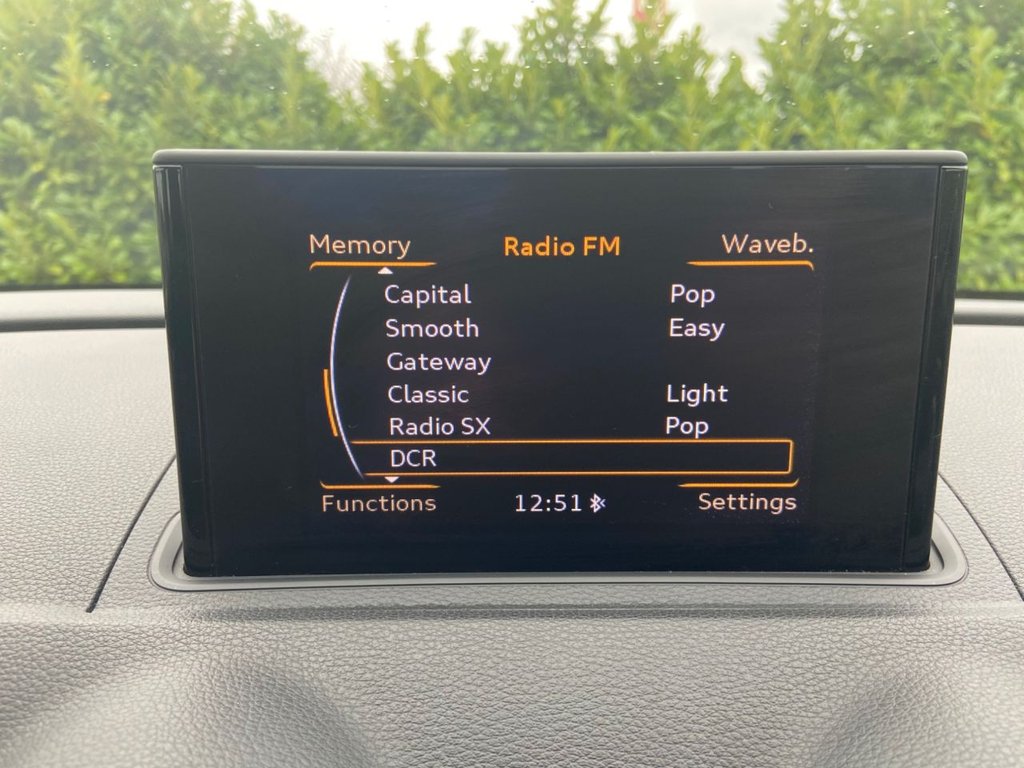 Memory Radio FM Waveb.
Capital Pop
Smooth Easy
Gateway
Classic Light
Radio SX Pop
DCR
Functions 12:51 Settings